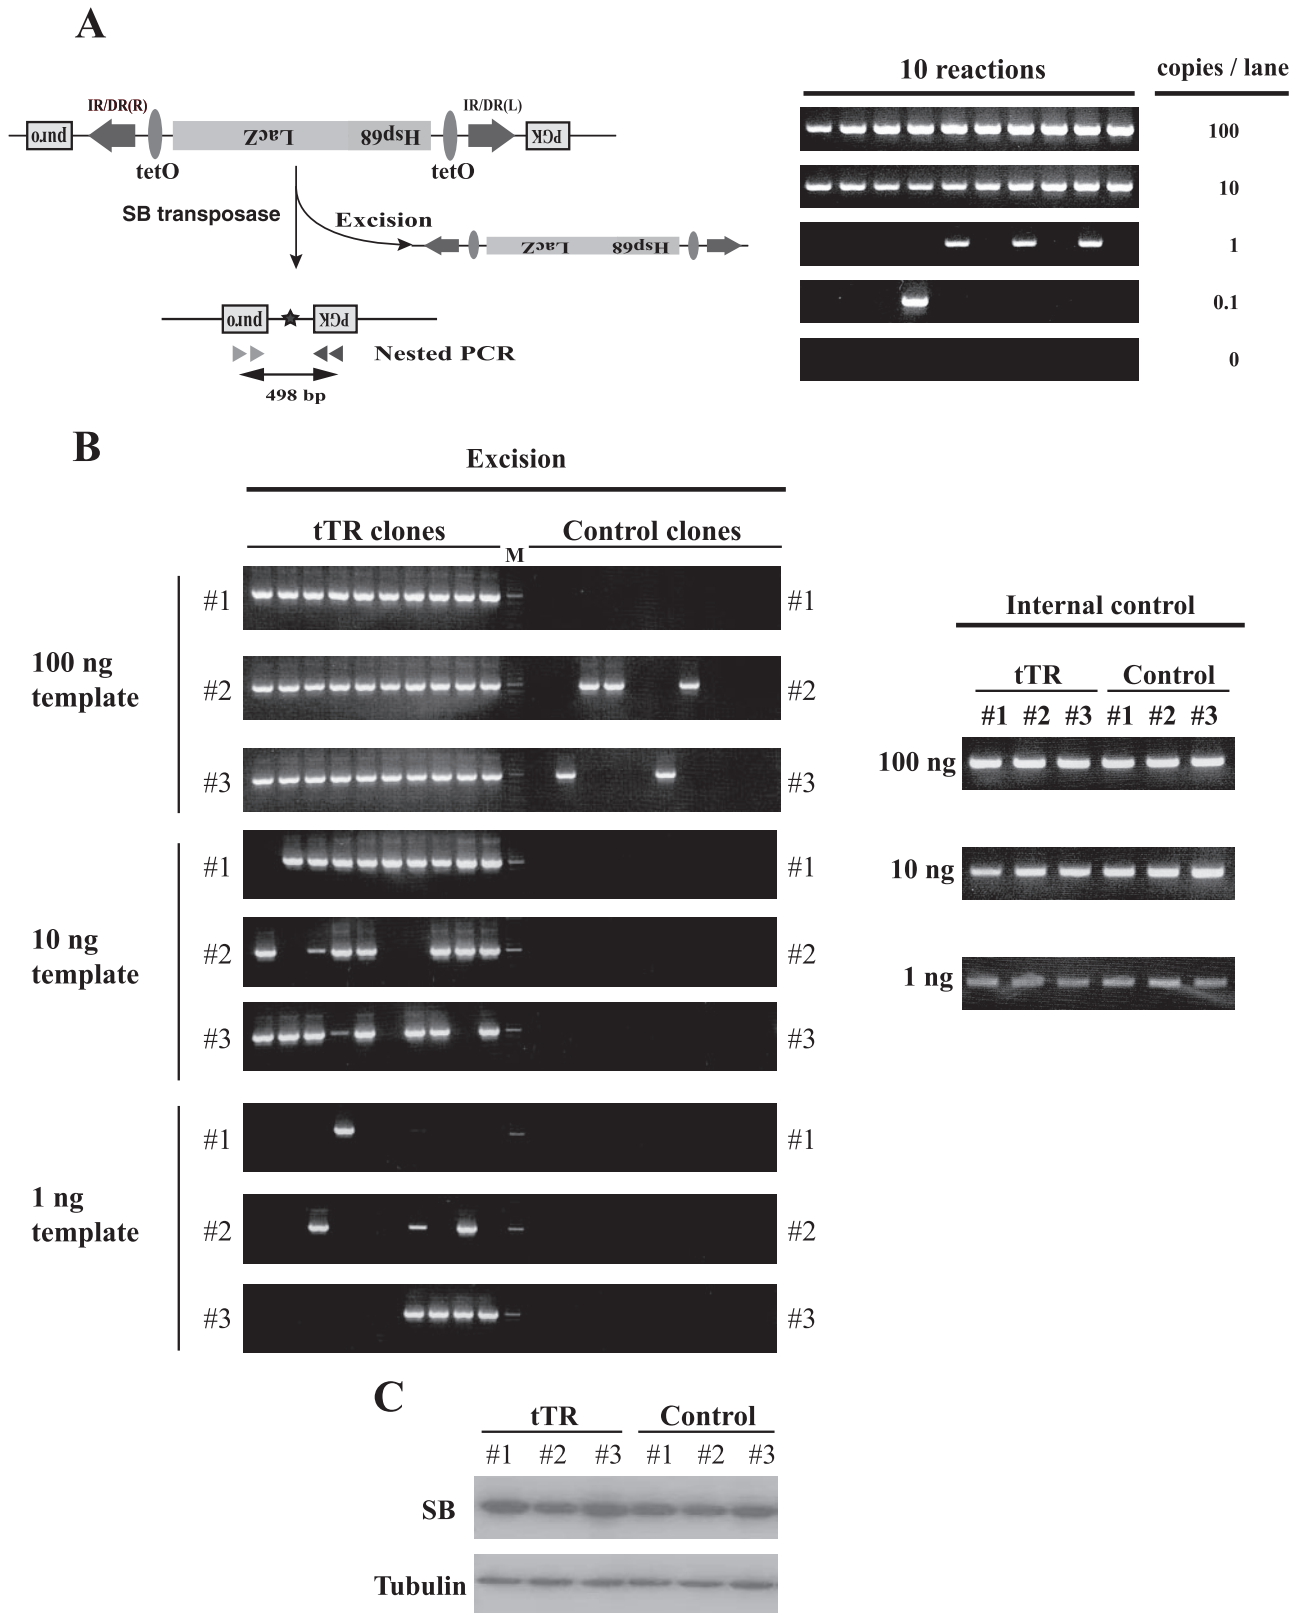 A
10 reactions
copies / lane
IR/DR(R)
IR/DR(L)
puro
LacZ
Hsp68
PGK
tetO
tetO
SB transposase
Excision
LacZ
Hsp68
puro
PGK
Nested PCR
498 bp
100
10
1
0.1
0
B
Excision
tTR clones
M
Control clones
100 ng
template
#1
#1
#2
#2
#3
#3
10 ng
template
#1
#1
#2
#2
#3
#3
1 ng
template
#1
#1
#2
#2
#3
#3
Internal control
tTR
Control
#1 #2 #3 #1 #2 #3
100 ng
10 ng
1 ng
C
tTR
Control
#1 #2 #3 #1 #2 #3
SB
Tubulin